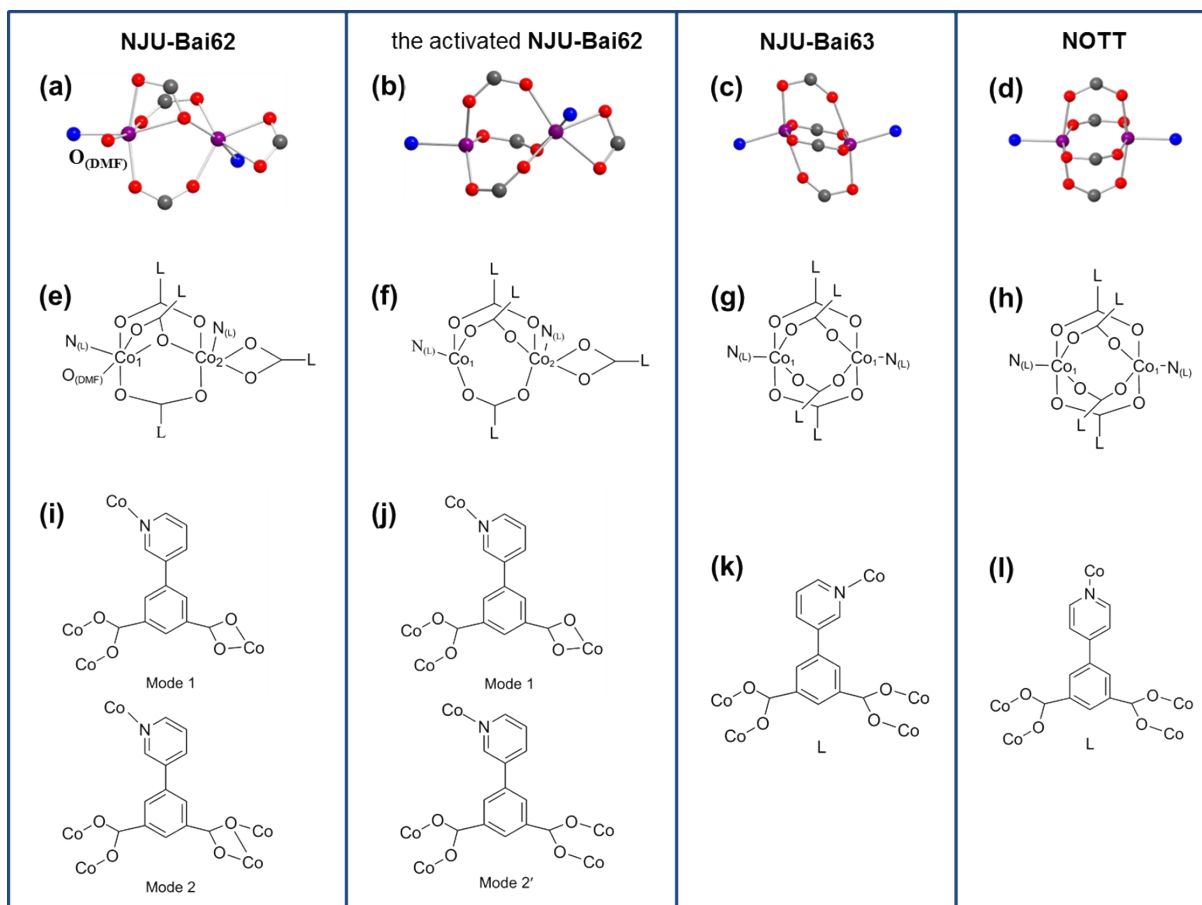 NJU-Bai62
the activated NJU-Bai62
NJU-Bai63
NOTT
(a)
O(DMF)
(b)
(c)
(d)
(e)
L
L
O O O
N(L)
O
N(L)
Co1 Co2
O
L
O(DMF)
O
O O
L
(f)
L
L
O O O O
N(L)
N(L)
Co1 Co2
O
L
O
O O
L
(g)
L
L
O O O O
N(L) Co1 Co1 N(L)
O O O O
L
L
(h)
L
L
O O O O
N(L) Co1 Co1 N(L)
O O O O
L
L
(i)
Co
N
Co O O
O O Co
Co
Mode 1
Co
N
Co O O Co
O O Co
Co
Mode 2
(j)
Co
N
Co O O
O O Co
Co
Mode 1
Co
N
Co O O Co
O O
Co Co
Mode 2′
(k)
Co
N
Co O O Co
O O
Co Co
L
(l)
Co
N
Co O O Co
O O
Co Co
L